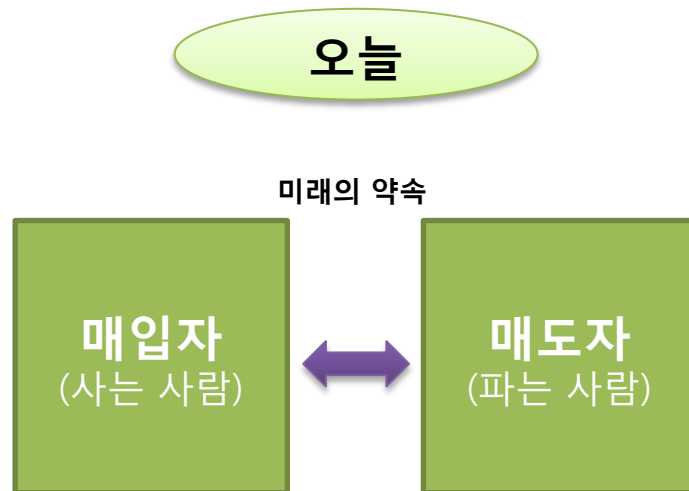 오늘
미래의 약속
매입자
(사는 사람)
매도자
(파는 사람)